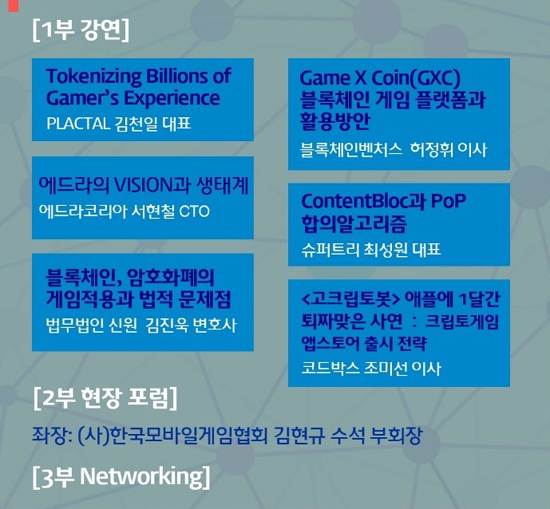 [1부 강연]
Tokenizing Billions of
Gamer's Experience
PLACTAL 김천일 대표
에드라의 VISION과 생태계
에드라코리아 서현철 CTO
블록체인, 암호화폐의
게임적용과 법적 문제점
법무법인 신원 김진욱 변호사
Game X Coin(GXC)
블록체인 게임 플랫폼과
활용방안
블록체인벤처스 허정휘 이사
ContentBloc과 PoP
합의알고리즘
슈퍼트리 최성원 대표
<고크립토봇> 애플에 1달간
퇴짜맞은 사연 : 크립토게임
앱스토어 출시 전략
코드박스 조미선 이사
[2부 현장 포럼]
좌장: (사)한국모바일게임협회 김현규 수석 부회장
[3부 Networking]